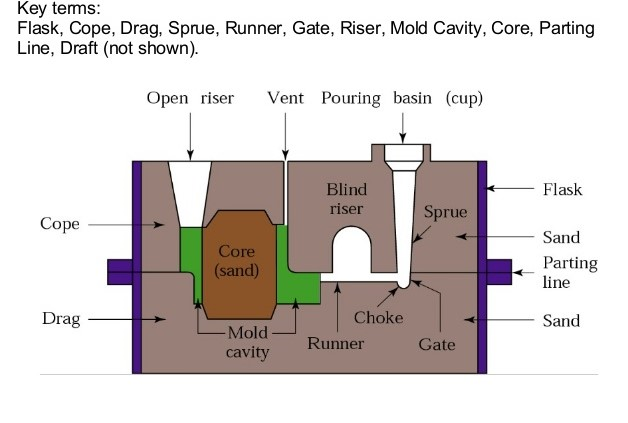 Key terms:
Flask, Cope, Drag, Sprue, Runner, Gate, Riser, Mold Cavity, Core, Parting
Line, Draft (not shown).
Open riser
Vent
Pouring basin (cup)
Blind
riser
Flask
Sprue
Cope
Sand
Core
(sand)
Parting
line
Drag
Choke
Sand
Mold
cavity
Runner
Gate